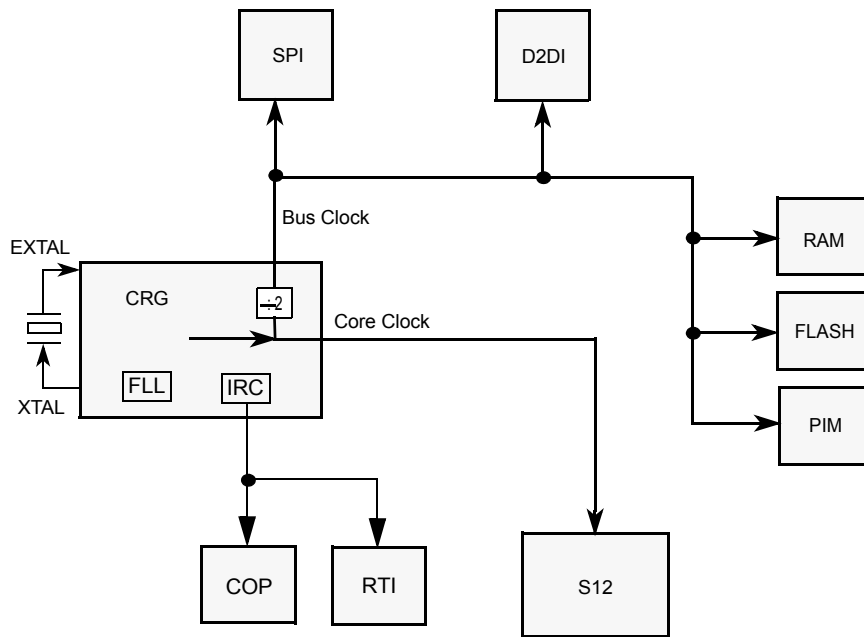 SPI
D2DI
Bus Clock
RAM
EXTAL
CRG
÷2
Core Clock
FLASH
FLL
IRC
XTAL
PIM
COP
RTI
S12